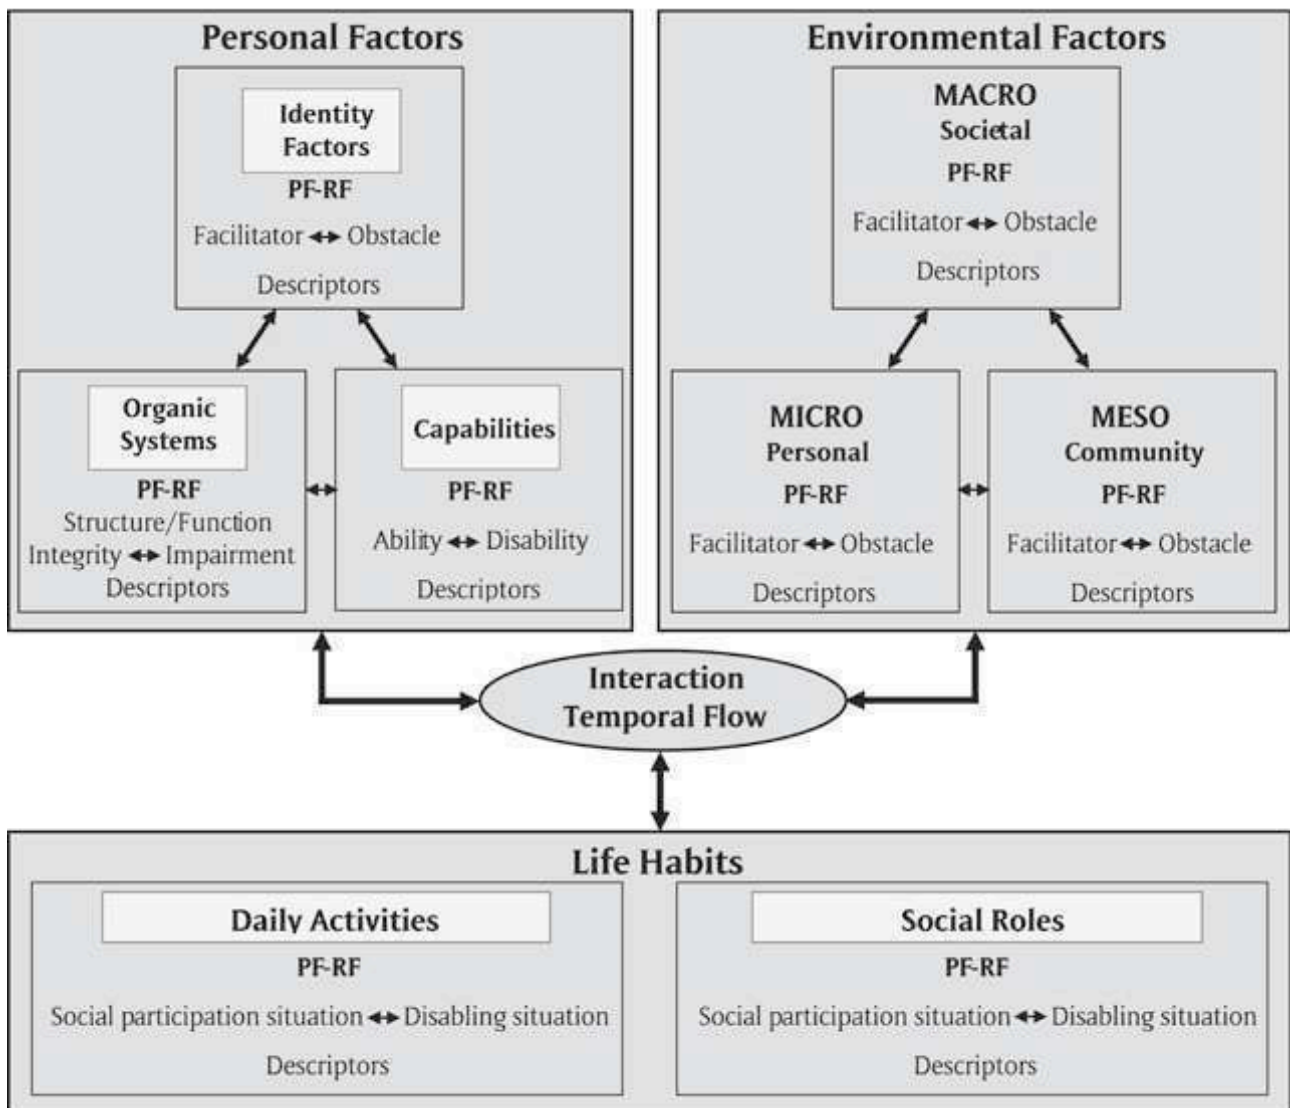 Personal Factors
Identity
Factors
PF-RF
Facilitator ↔ Obstacle
Descriptors
Organic
Systems
PF-RF
Structure/Function
Integrity ↔ Impairment
Descriptors
Capabilities
PF-RF
Ability ↔ Disability
Descriptors
Environmental Factors
MACRO
Societal
PF-RF
Facilitator ↔ Obstacle
Descriptors
MICRO
Personal
PF-RF
Facilitator ↔ Obstacle
Descriptors
MESO
Community
PF-RF
Facilitator ↔ Obstacle
Descriptors
Interaction
Temporal Flow
Life Habits
Daily Activities
PF-RF
Social participation situation ↔ Disabling situation
Descriptors
Social Roles
PF-RF
Social participation situation ↔ Disabling situation
Descriptors